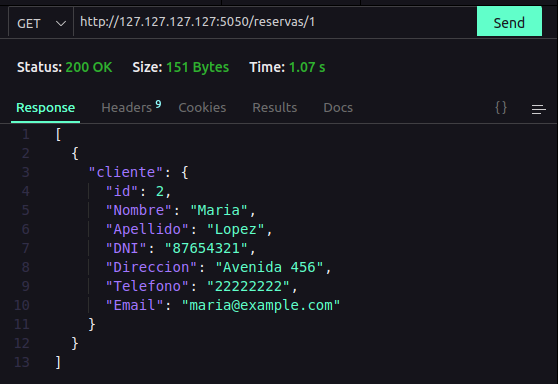 GET http://127.127.127.127:5050/reservas/1 Send
Status: 200 OK Size: 151 Bytes Time: 1.07 s
Response Headers 9 Cookies Results Docs {}
1 [
2 {
3 "cliente": {
4 "id": 2,
5 "Nombre": "Maria",
6 "Apellido": "Lopez",
7 "DNI": "87654321",
8 "Direccion": "Avenida 456",
9 "Telefono": "22222222",
10 "Email": "maria@example.com"
11 }
12 }
13 ]